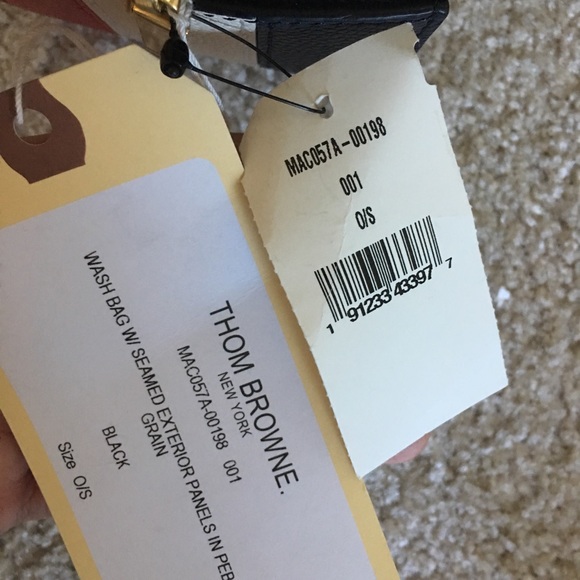 MAC057A-00198
001
O/S
1 91233 43397 7
THOM BROWNE.
NEW YORK
MAC057A-00198 001
WASH BAG W/ SEAMED EXTERIOR PANELS IN PEB
GRAIN
BLACK
Size O/S